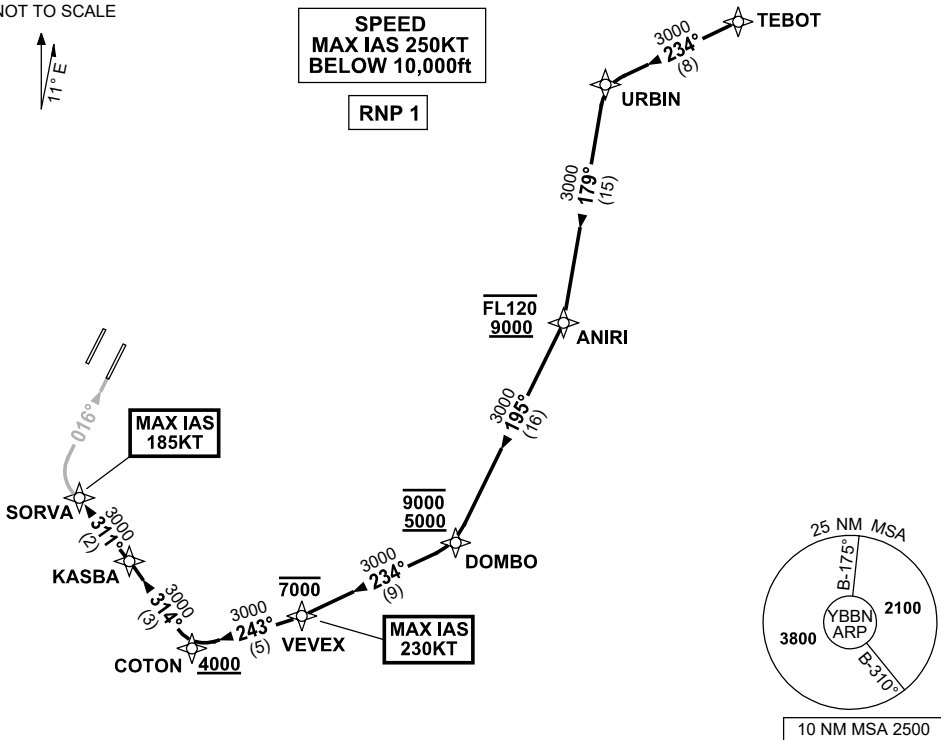 NOT TO SCALE
11° E
SPEED
MAX IAS 250KT
BELOW 10,000ft
RNP 1
TEBOT
3000
234°
(8)
URBIN
3000
179°
(15)
FL120
9000
ANIRI
3000
195°
(16)
9000
5000
DOMBO
3000
234°
(9)
7000
VEVEX
MAX IAS
230KT
3000
243°
(5)
COTON
4000
3000
314°
(3)
KASBA
3000
311°
(2)
SORVA
MAX IAS
185KT
016°
25 NM MSA
B-175°
2100
YBBN
ARP
3800
B-310°
10 NM MSA 2500